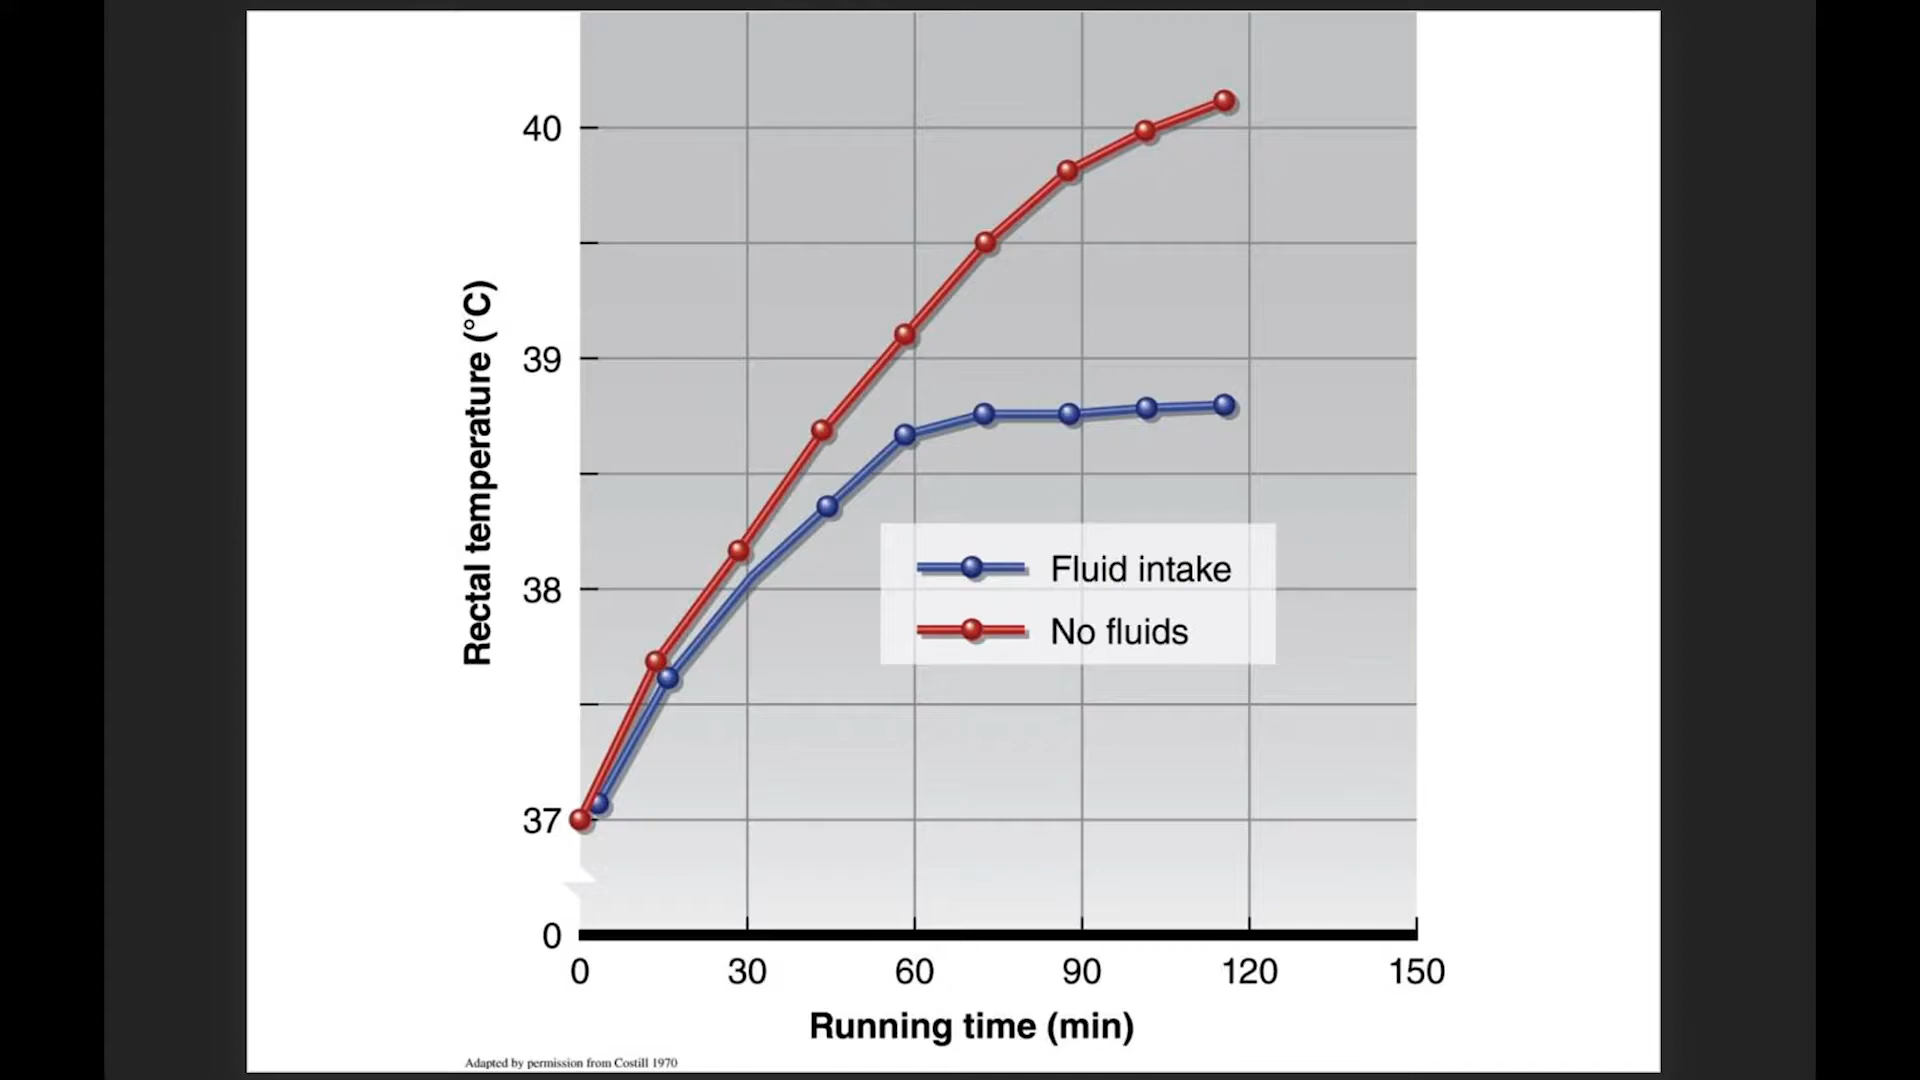 40
39
38
37
0
Rectal temperature (°C)
Fluid intake
No fluids
0 30 60 90 120 150
Running time (min)
Adapted by permission from Costill 1970